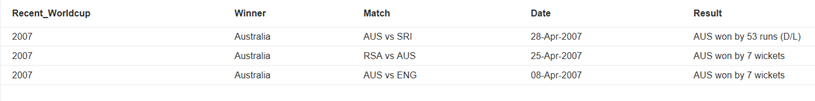 Recent_Worldcup Winner Match Date Result
2007 Australia AUS vs SRI 28-Apr-2007 AUS won by 53 runs (D/L)
2007 Australia RSA vs AUS 25-Apr-2007 AUS won by 7 wickets
2007 Australia AUS vs ENG 08-Apr-2007 AUS won by 7 wickets